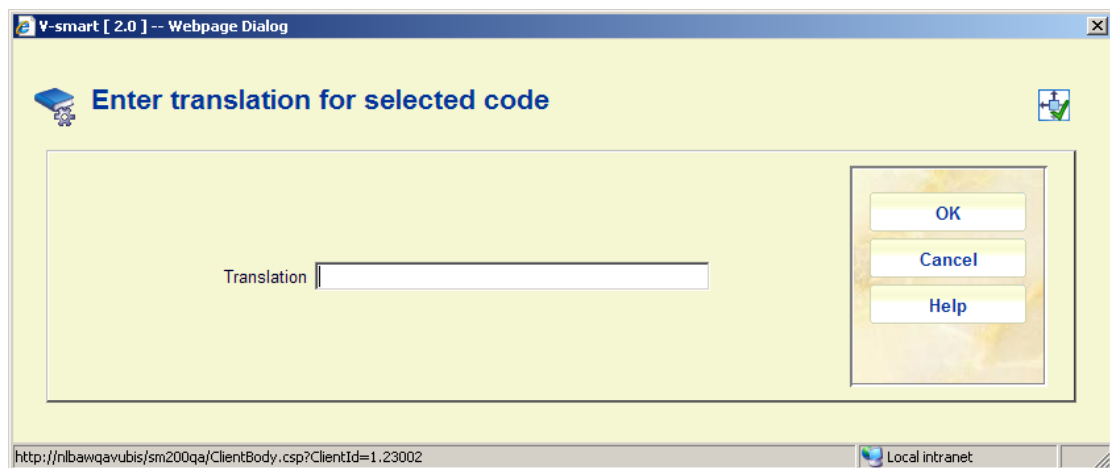 V-smart [ 2.0 ] -- Webpage Dialog
Enter translation for selected code
OK
Translation
Cancel
Help
http://nlbawqavubis/sm200qa/ClientBody.csp?ClientId=1.23002
Local intranet